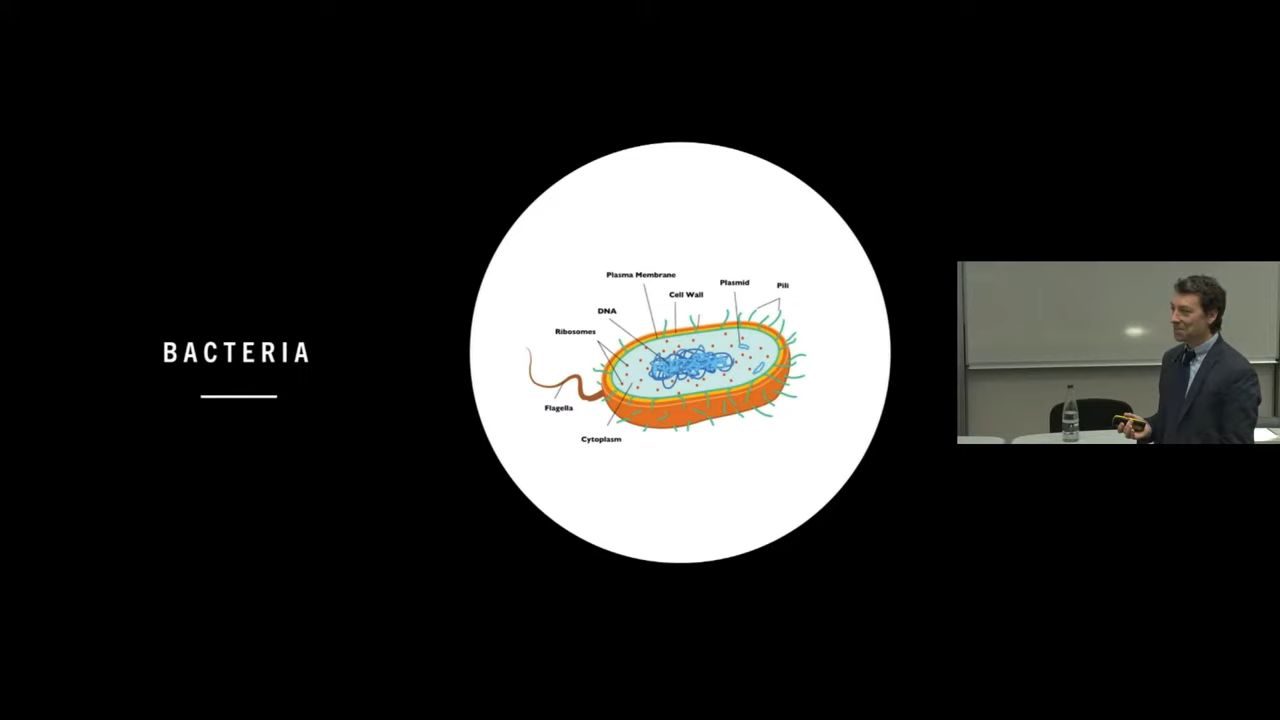 BACTERIA
Plasma Membrane
Plasmid
Pili
Cell Wall
DNA
Ribosomes
Flagella
Cytoplasm